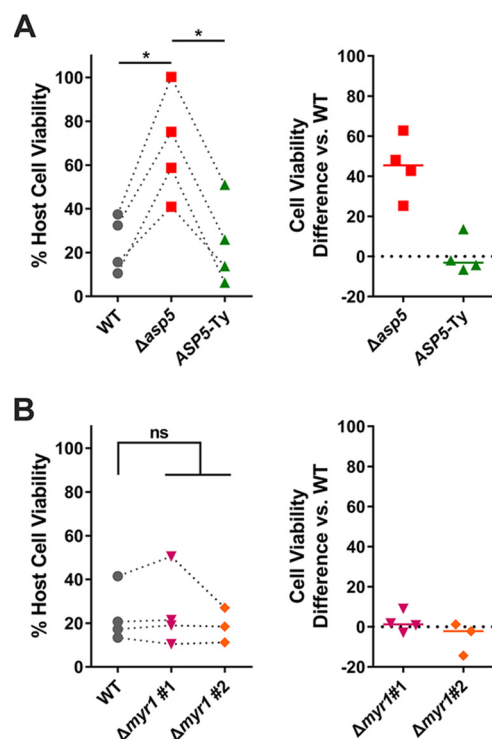 A
*
*
% Host Cell Viability
100
80
60
40
20
0
WT
Δasp5
ASP5-Ty
Cell Viability
Difference vs. WT
100
80
60
40
20
0
-20
Δasp5
ASP5-Ty
B
ns
% Host Cell Viability
100
80
60
40
20
0
WT
Δmyr1 #1
Δmyr1 #2
Cell Viability
Difference vs. WT
100
80
60
40
20
0
-20
Δmyr1#1
Δmyr1#2